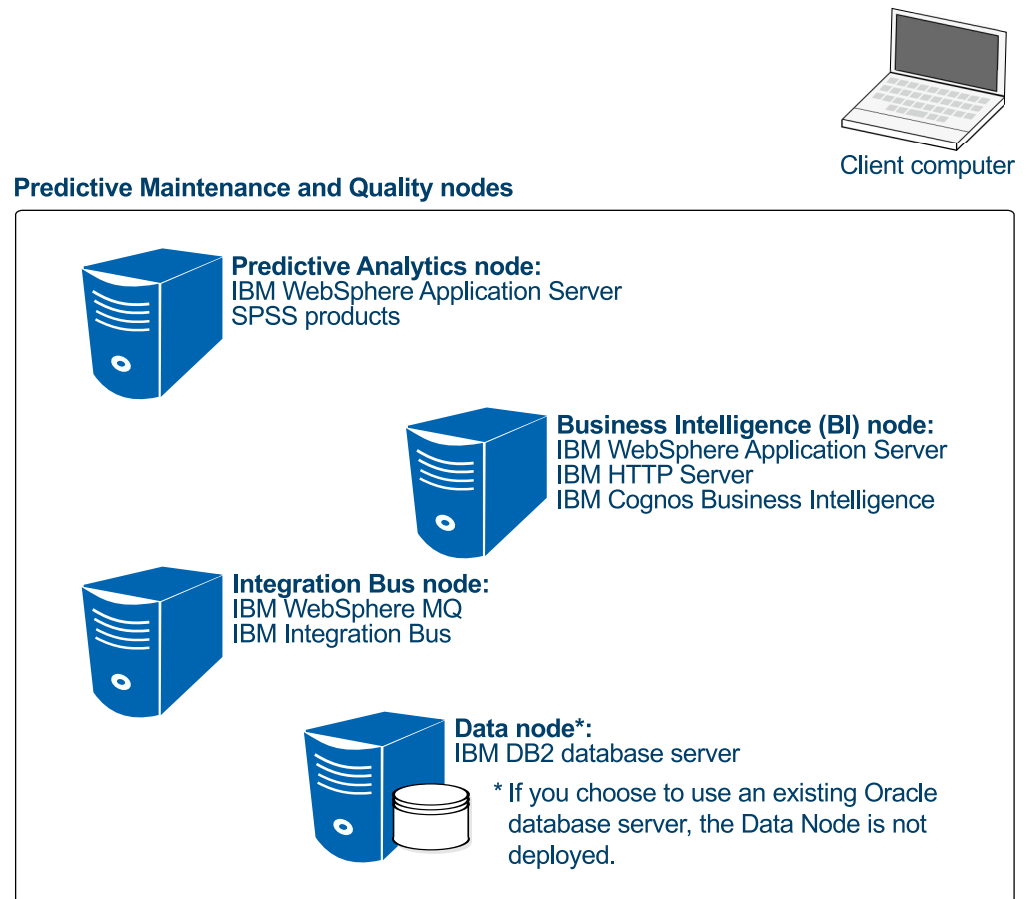 Client computer
Predictive Maintenance and Quality nodes
Predictive Analytics node:
IBM WebSphere Application Server
SPSS products
Business Intelligence (BI) node:
IBM WebSphere Application Server
IBM HTTP Server
IBM Cognos Business Intelligence
Integration Bus node:
IBM WebSphere MQ
IBM Integration Bus
Data node*:
IBM DB2 database server
* If you choose to use an existing Oracle
database server, the Data Node is not
deployed.